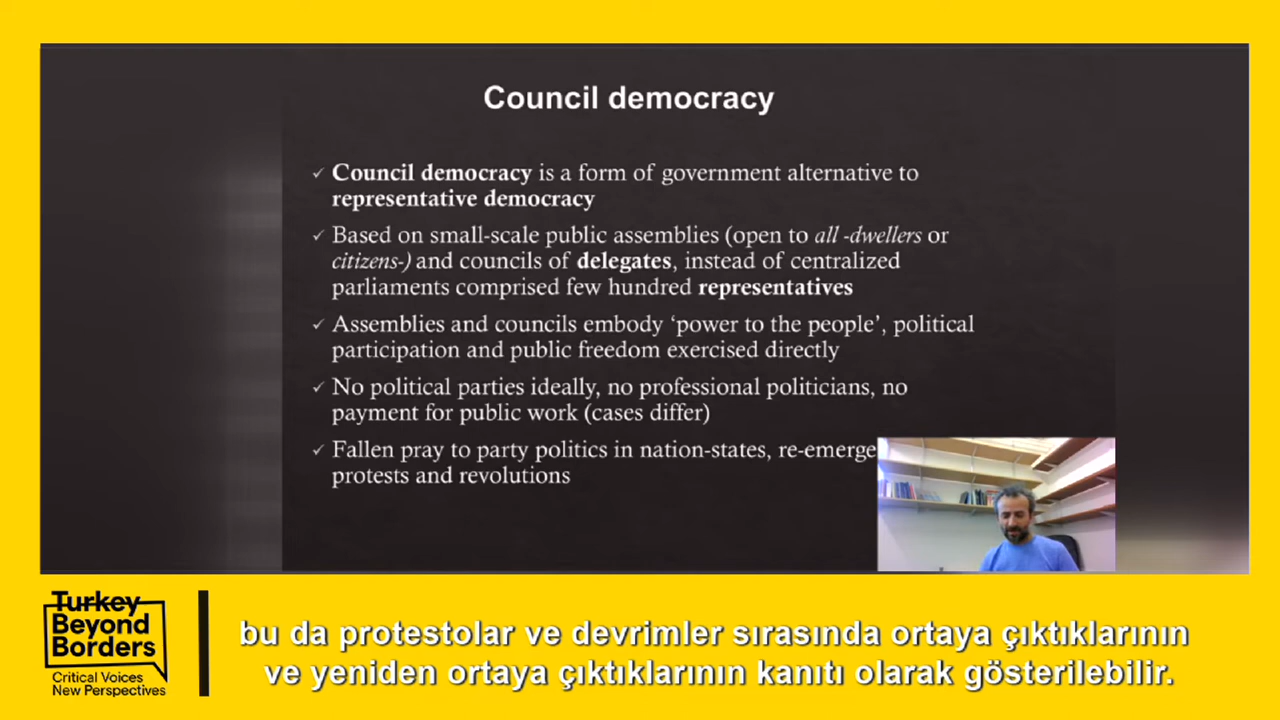 Council democracy
✓ Council democracy is a form of government alternative to
representative democracy
✓ Based on small-scale public assemblies (open to all -dwellers or
citizens-) and councils of delegates, instead of centralized
parliaments comprised few hundred representatives
✓ Assemblies and councils embody ‘power to the people’, political
participation and public freedom exercised directly
✓ No political parties ideally, no professional politicians, no
payment for public work (cases differ)
✓ Fallen pray to party politics in nation-states, re-emerge
protests and revolutions
Turkey
Beyond
Borders
Critical Voices
New Perspectives
bu da protestolar ve devrimler sırasında ortaya çıktıklarının
ve yeniden ortaya çıktıklarının kanıtı olarak gösterilebilir.